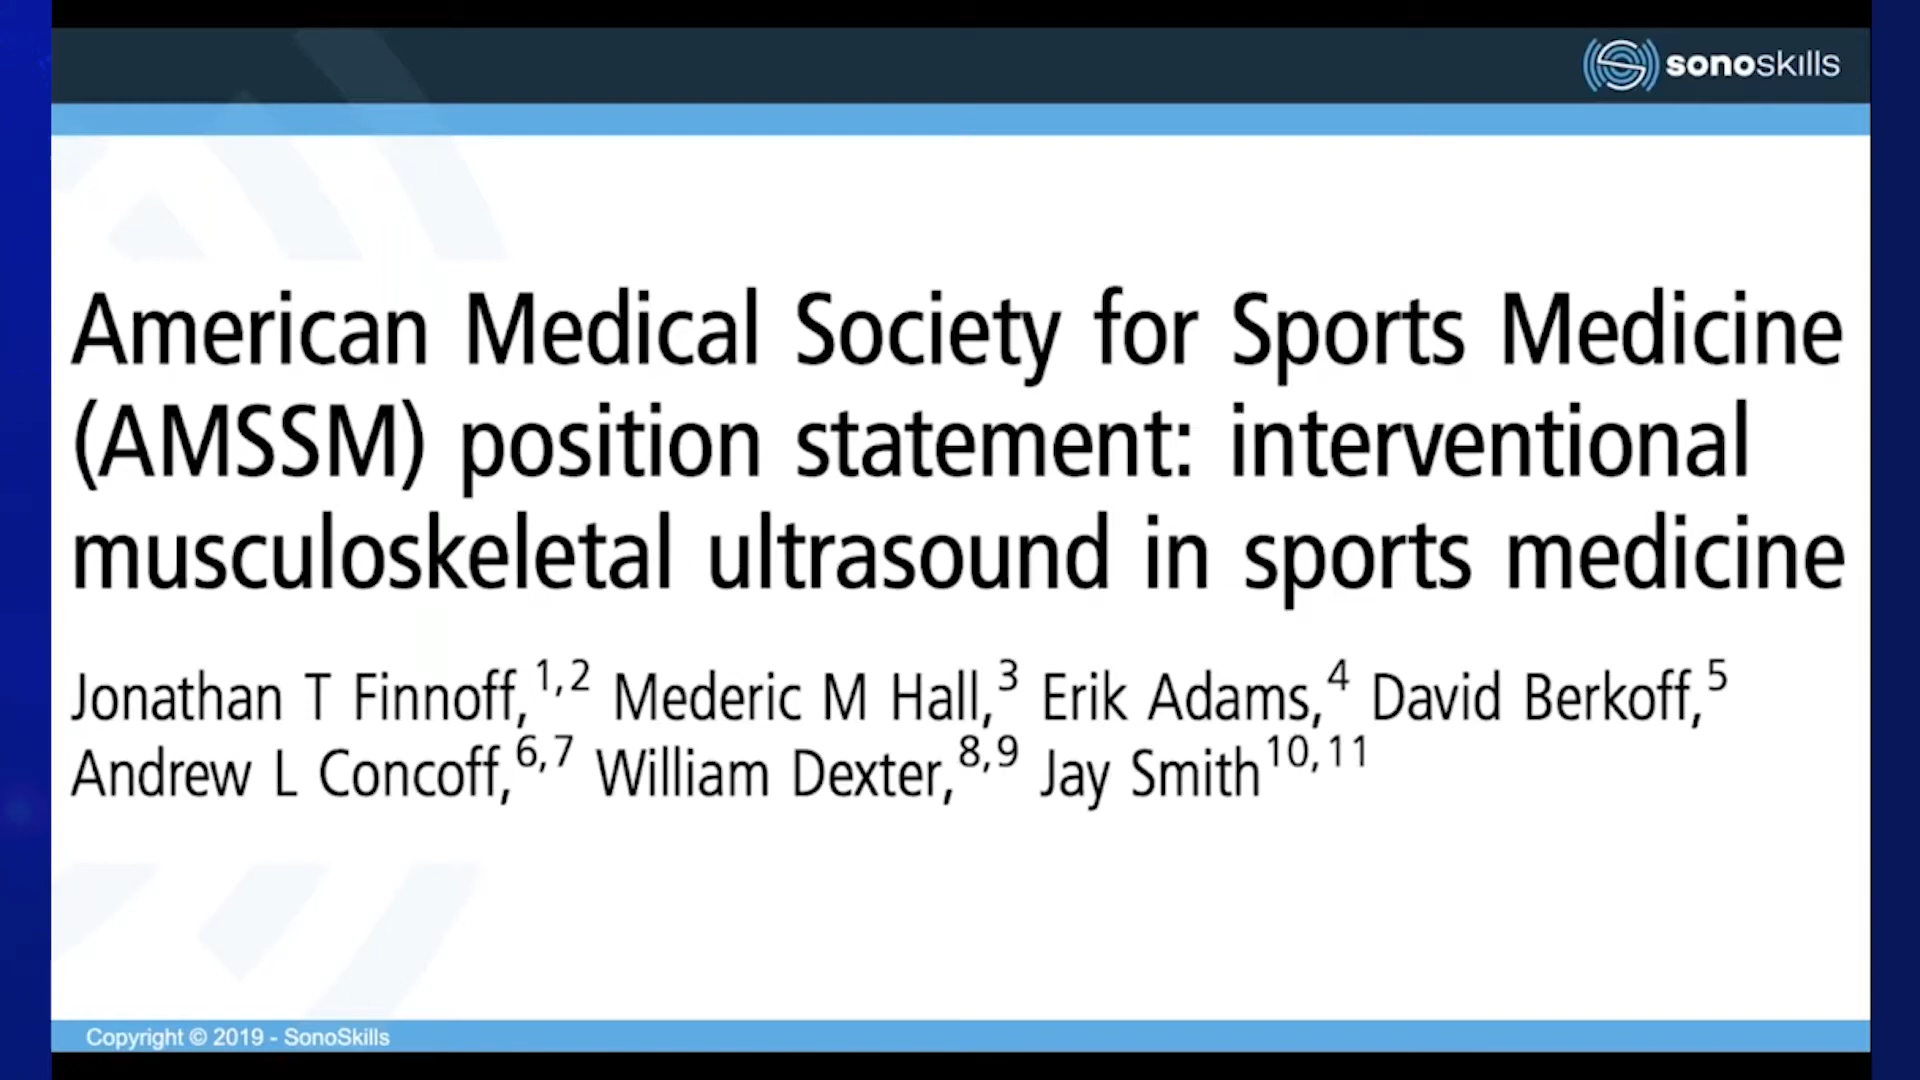 sonoskills
American Medical Society for Sports Medicine
(AMSSM) position statement: interventional
musculoskeletal ultrasound in sports medicine
Jonathan T Finnoff,1,2 Mederic M Hall,3 Erik Adams,4 David Berkoff,5
Andrew L Concoff,6,7 William Dexter,8,9 Jay Smith10,11
Copyright © 2019 - SonoSkills